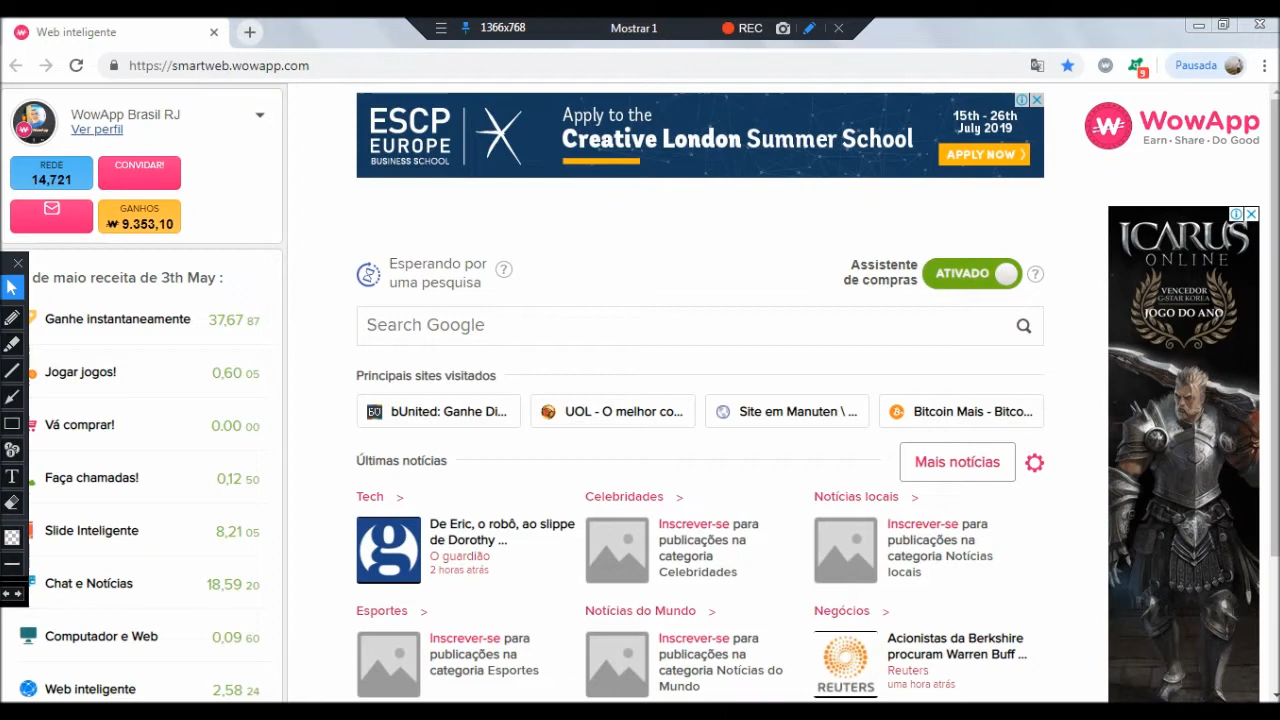 Web inteligente
1366x768
Mostrar 1
REC
https://smartweb.wowapp.com
9
Pausada
WowApp Brasil RJ
Ver perfil
REDE
14,721
CONVIDAR!
GANHOS
9.353,10
de maio receita de 3th May :
Ganhe instantaneamente 37,67 87
Jogar jogos! 0,60 05
Vá comprar! 0.00 00
Faça chamadas! 0,12 50
Slide Inteligente 8,21 05
Chat e Notícias 18,59 20
Computador e Web 0,09 60
Web inteligente 2,58 24
ESCP
EUROPE
BUSINESS SCHOOL
Apply to the
Creative London Summer School
15th - 26th
July 2019
APPLY NOW
WowApp
Earn · Share · Do Good
Esperando por
uma pesquisa
?
Assistente
de compras
ATIVADO
?
Search Google
Principais sites visitados
bUnited: Ganhe Di...
UOL - O melhor co...
Site em Manuten \ ...
Bitcoin Mais - Bitco...
Últimas notícias
Mais notícias
Tech >
De Eric, o robô, ao slippe
de Dorothy ...
O guardião
2 horas atrás
Celebridades >
Inscrever-se para
publicações na
categoria
Celebridades
Notícias locais >
Inscrever-se para
publicações na
categoria Notícias
locais
Esportes >
Inscrever-se para
publicações na
categoria Esportes
Notícias do Mundo >
Inscrever-se para
publicações na
categoria Notícias do
Mundo
Negócios >
REUTERS
Acionistas da Berkshire
procuram Warren Buff ...
Reuters
uma hora atrás
ICARUS
ONLINE
VENCEDOR
G-STAR KOREA
JOGO DO ANO